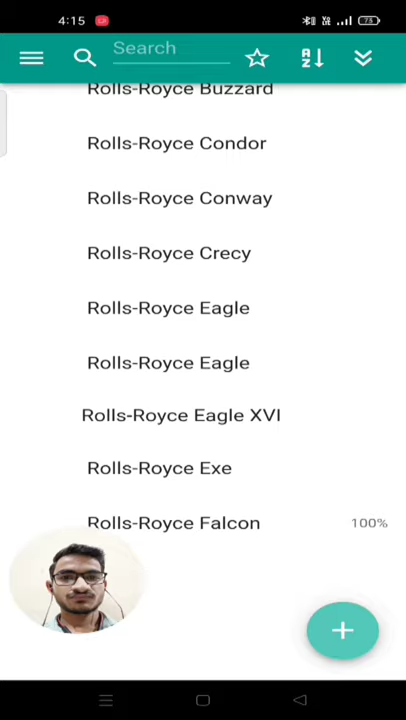 4:15
75
Search
Rolls-Royce Buzzard
Rolls-Royce Condor
Rolls-Royce Conway
Rolls-Royce Crecy
Rolls-Royce Eagle
Rolls-Royce Eagle
Rolls-Royce Eagle XVI
Rolls-Royce Exe
Rolls-Royce Falcon 100%